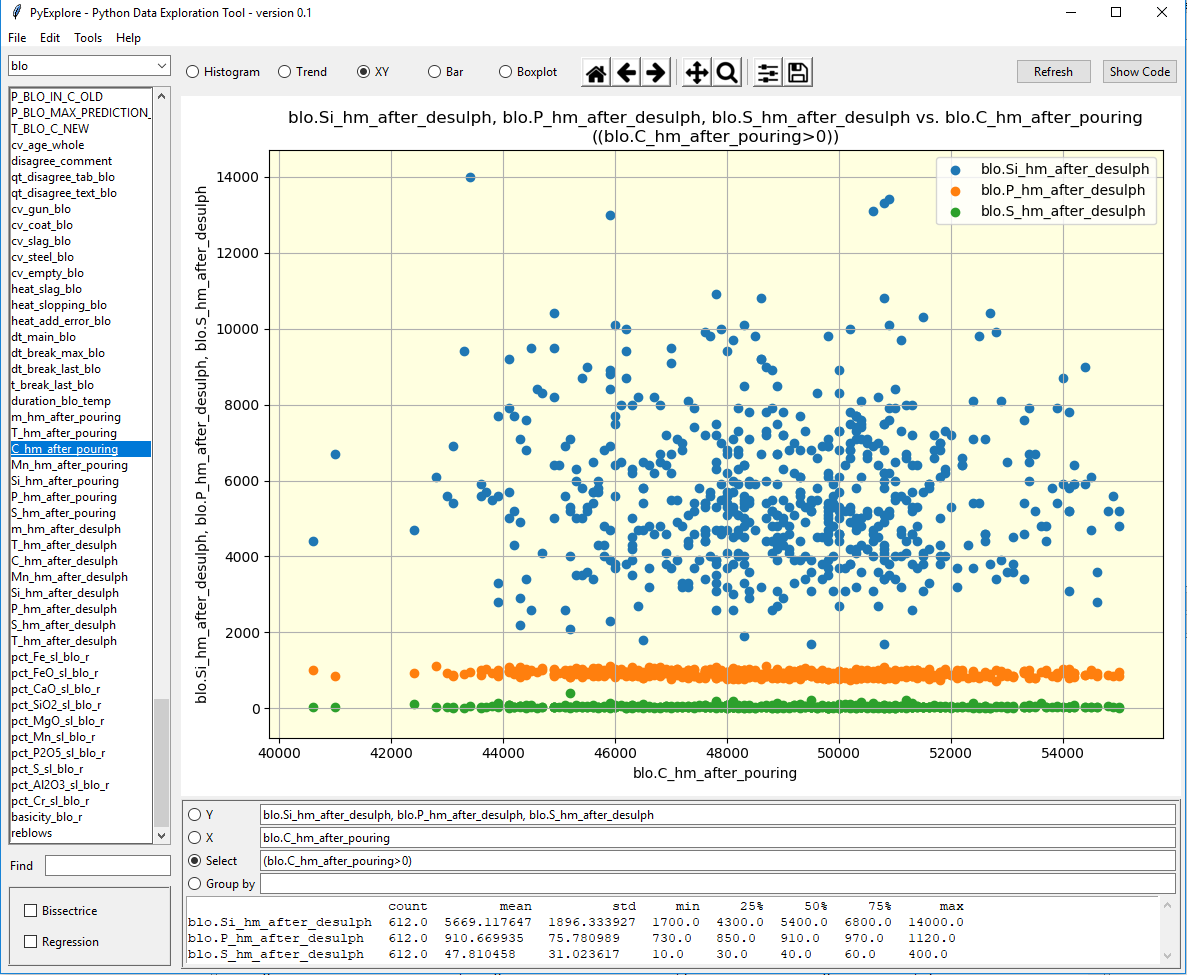 PyExplore - Python Data Exploration Tool - version 0.1
File Edit Tools Help
blo
Histogram Trend XY Bar Boxplot Refresh Show Code
P_BLO_IN_C_OLD
P_BLO_MAX_PREDICTION_
T_BLO_C_NEW
cv_age_whole
disagree_comment
qt_disagree_tab_blo
qt_disagree_text_blo
cv_gun_blo
cv_coat_blo
cv_slag_blo
cv_steel_blo
cv_empty_blo
heat_slag_blo
heat_slopping_blo
heat_add_error_blo
dt_main_blo
dt_break_max_blo
dt_break_last_blo
t_break_last_blo
duration_blo_temp
m_hm_after_pouring
T_hm_after_pouring
C_hm_after_pouring
Mn_hm_after_pouring
Si_hm_after_pouring
P_hm_after_pouring
S_hm_after_pouring
m_hm_after_desulph
T_hm_after_desulph
C_hm_after_desulph
Mn_hm_after_desulph
Si_hm_after_desulph
P_hm_after_desulph
S_hm_after_desulph
T_hm_after_desulph
pct_Fe_sl_blo_r
pct_FeO_sl_blo_r
pct_CaO_sl_blo_r
pct_SiO2_sl_blo_r
pct_MgO_sl_blo_r
pct_Mn_sl_blo_r
pct_P2O5_sl_blo_r
pct_S_sl_blo_r
pct_Al2O3_sl_blo_r
pct_Cr_sl_blo_r
basicity_blo_r
reblows
Find
Bissectrice
Regression
blo.Si_hm_after_desulph, blo.P_hm_after_desulph, blo.S_hm_after_desulph vs. blo.C_hm_after_pouring
((blo.C_hm_after_pouring>0))
blo.Si_hm_after_desulph
blo.P_hm_after_desulph
blo.S_hm_after_desulph
blo.Si_hm_after_desulph, blo.P_hm_after_desulph, blo.S_hm_after_desulph
14000
12000
10000
8000
6000
4000
2000
0
40000 42000 44000 46000 48000 50000 52000 54000
blo.C_hm_after_pouring
Y blo.Si_hm_after_desulph, blo.P_hm_after_desulph, blo.S_hm_after_desulph
X blo.C_hm_after_pouring
Select (blo.C_hm_after_pouring>0)
Group by
count mean std min 25% 50% 75% max
blo.Si_hm_after_desulph 612.0 5669.117647 1896.333927 1700.0 4300.0 5400.0 6800.0 14000.0
blo.P_hm_after_desulph 612.0 910.669935 75.780989 730.0 850.0 910.0 970.0 1120.0
blo.S_hm_after_desulph 612.0 47.810458 31.023617 10.0 30.0 40.0 60.0 400.0